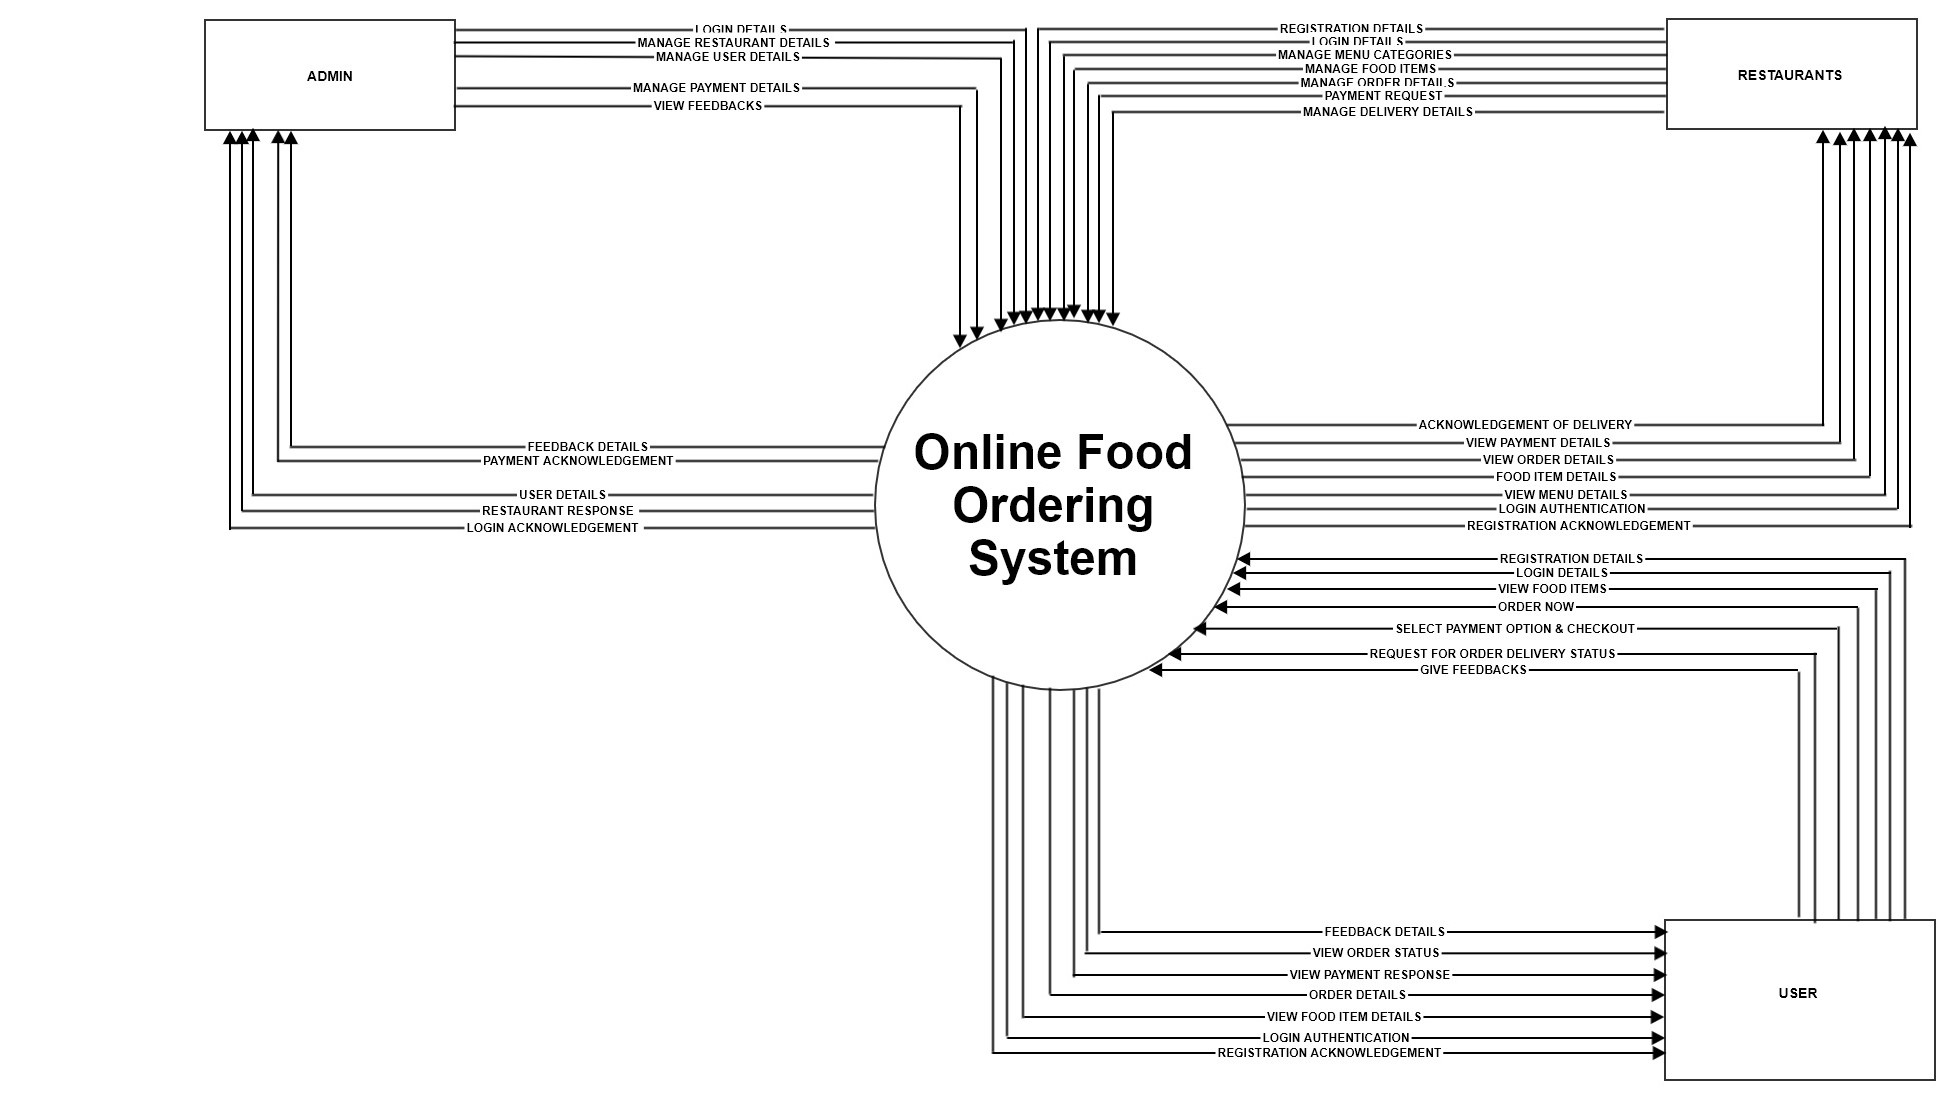 ADMIN
LOGIN DETAILS
MANAGE RESTAURANT DETAILS
MANAGE USER DETAILS
MANAGE PAYMENT DETAILS
VIEW FEEDBACKS
REGISTRATION DETAILS
LOGIN DETAILS
MANAGE MENU CATEGORIES
MANAGE FOOD ITEMS
MANAGE ORDER DETAILS
PAYMENT REQUEST
MANAGE DELIVERY DETAILS
RESTAURANTS
FEEDBACK DETAILS
PAYMENT ACKNOWLEDGEMENT
USER DETAILS
RESTAURANT RESPONSE
LOGIN ACKNOWLEDGEMENT
Online Food
Ordering
System
ACKNOWLEDGEMENT OF DELIVERY
VIEW PAYMENT DETAILS
VIEW ORDER DETAILS
FOOD ITEM DETAILS
VIEW MENU DETAILS
LOGIN AUTHENTICATION
REGISTRATION ACKNOWLEDGEMENT
REGISTRATION DETAILS
LOGIN DETAILS
VIEW FOOD ITEMS
ORDER NOW
SELECT PAYMENT OPTION & CHECKOUT
REQUEST FOR ORDER DELIVERY STATUS
GIVE FEEDBACKS
FEEDBACK DETAILS
VIEW ORDER STATUS
VIEW PAYMENT RESPONSE
ORDER DETAILS
VIEW FOOD ITEM DETAILS
LOGIN AUTHENTICATION
REGISTRATION ACKNOWLEDGEMENT
USER